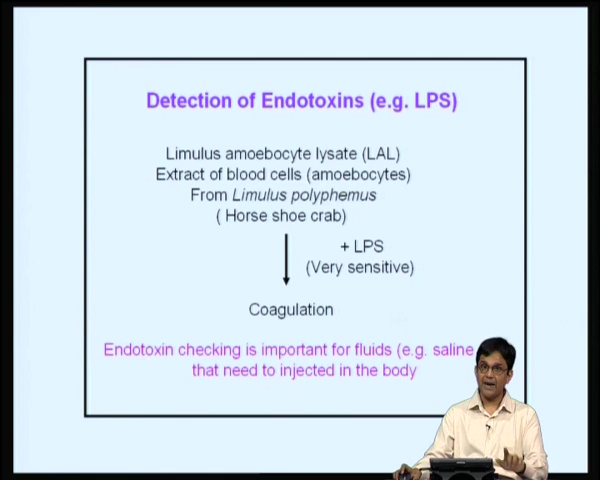 Detection of Endotoxins (e.g. LPS)
Limulus amoebocyte lysate (LAL)
Extract of blood cells (amoebocytes)
From Limulus polyphemus
( Horse shoe crab)
+ LPS
(Very sensitive)
Coagulation
Endotoxin checking is important for fluids (e.g. saline
that need to injected in the body